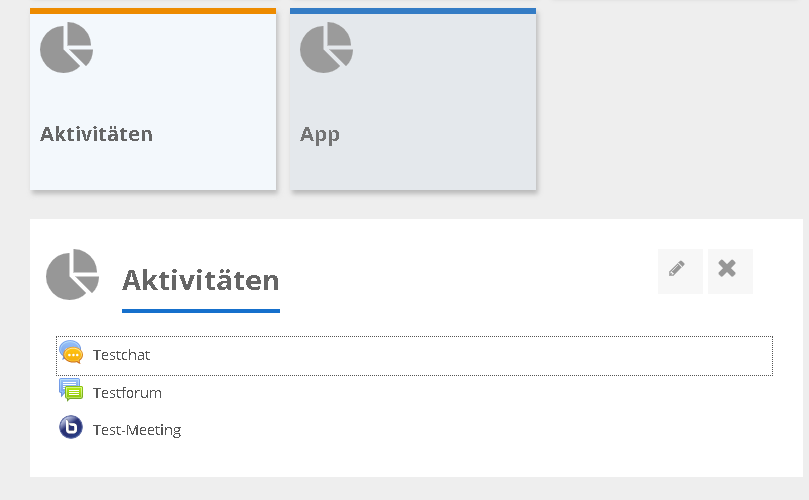 Aktivitäten
App
Aktivitäten
Testchat
Testforum
Test-Meeting